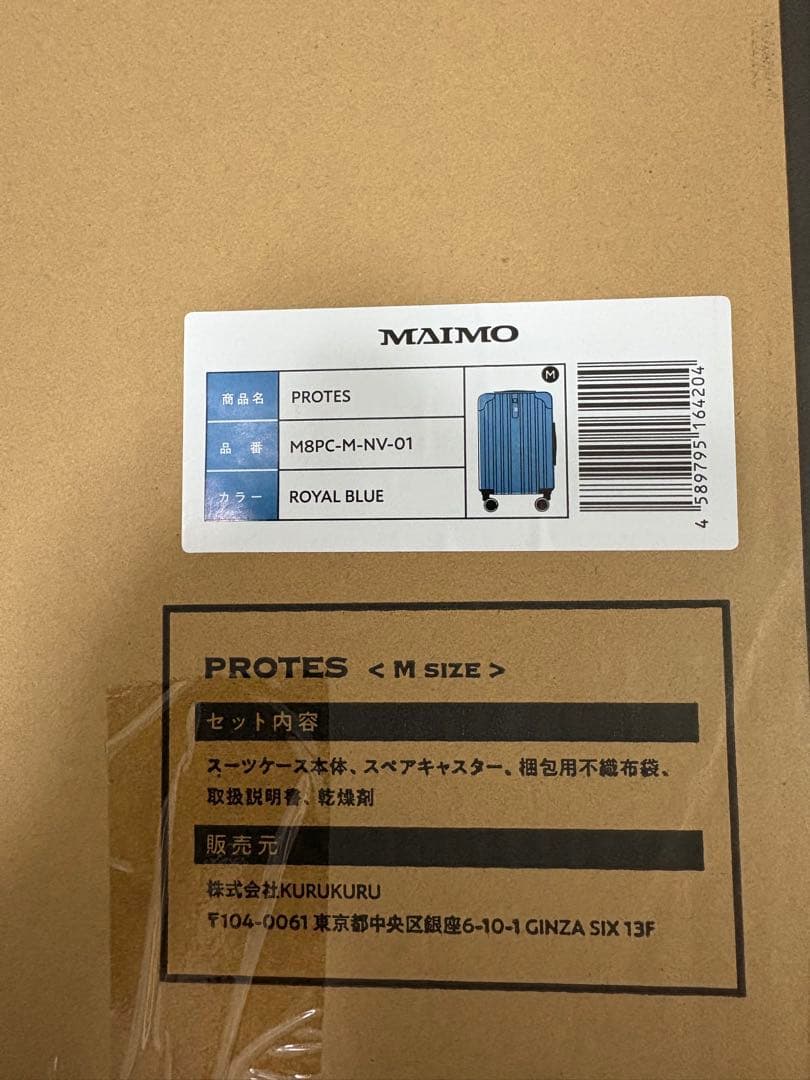 MAIMO
商品名 PROTES
品番 M8PC-M-NV-01
カラー ROYAL BLUE
M
4 589795 164204
PROTES < M SIZE >
セット内容
スーツケース本体、スペアキャスター、梱包用不織布袋、
取扱説明書、乾燥剤
販売元
株式会社KURUKURU
〒104-0061 東京都中央区銀座6-10-1 GINZA SIX 13F